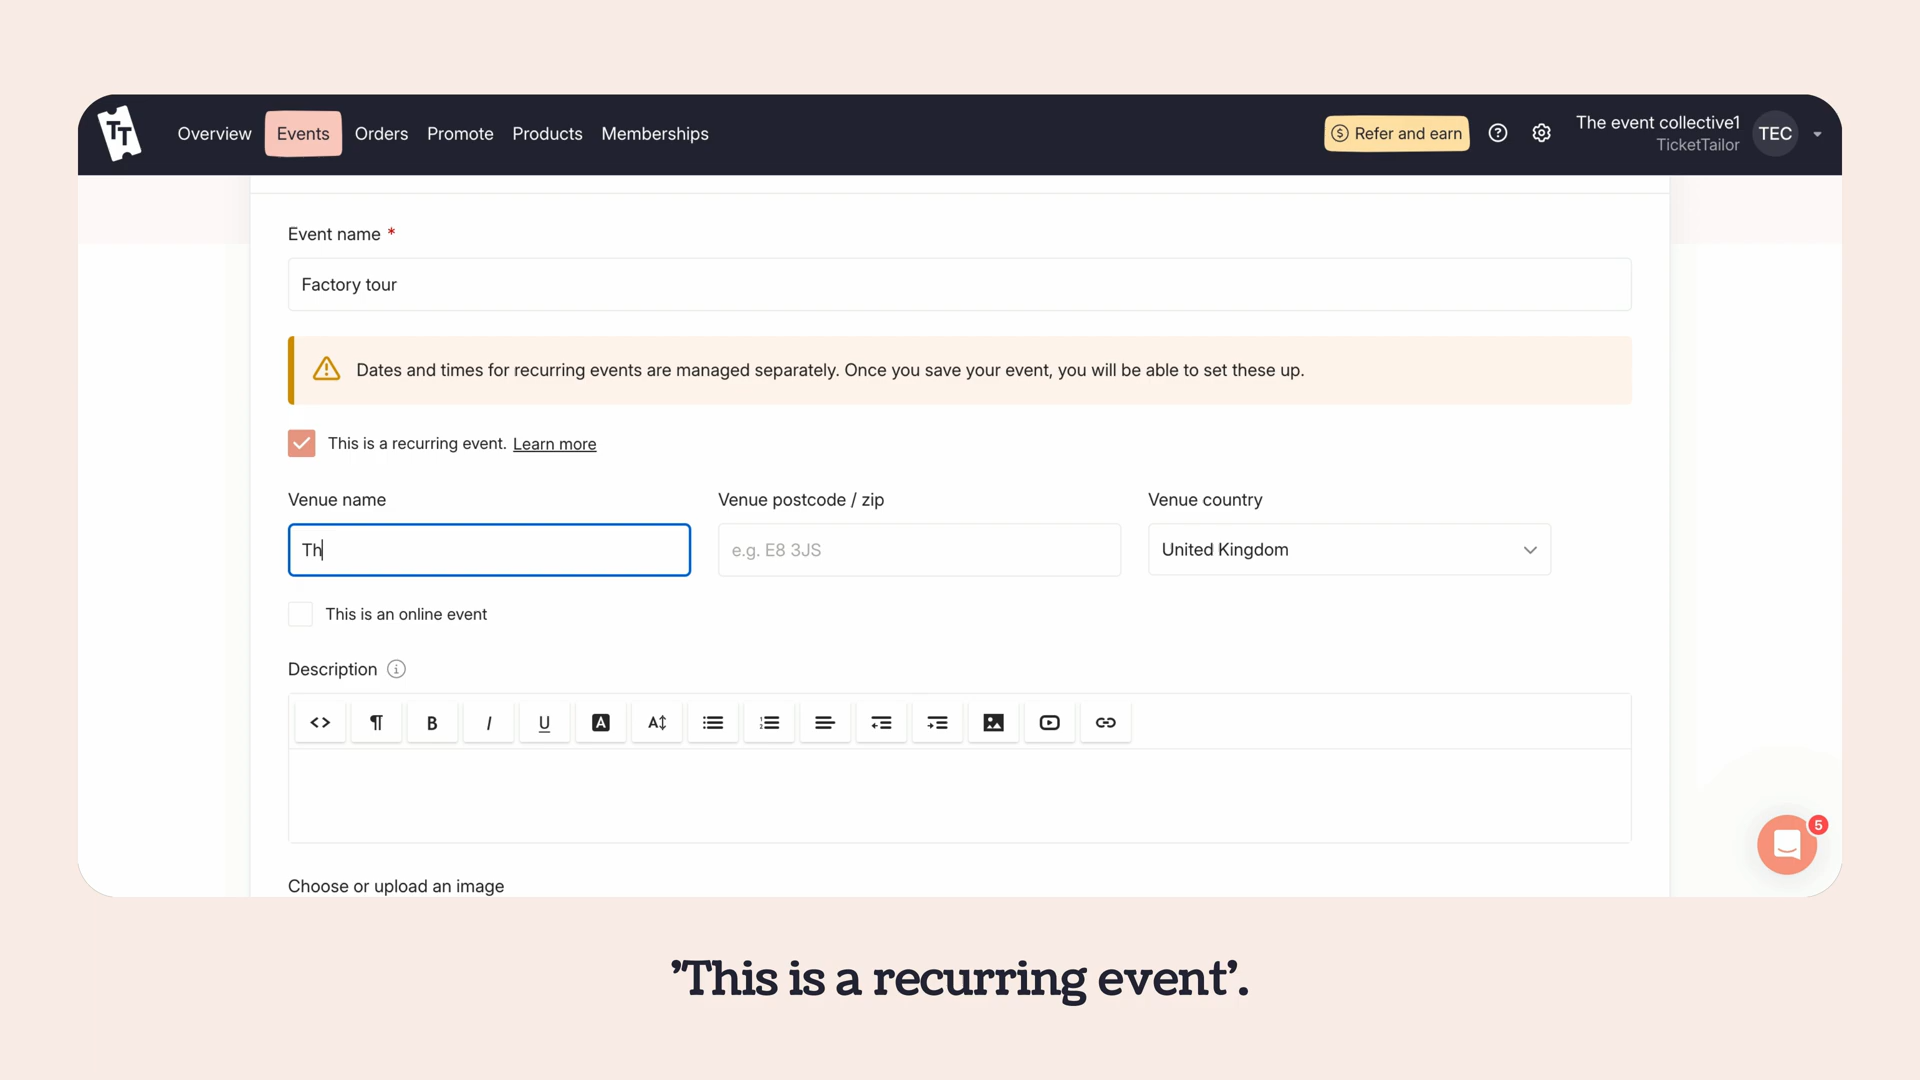 TT
Overview Events Orders Promote Products Memberships
Refer and earn
The event collective1
TicketTailor
TEC
Event name *
Factory tour
Dates and times for recurring events are managed separately. Once you save your event, you will be able to set these up.
This is a recurring event. Learn more
Venue name Venue postcode / zip Venue country
Th e.g. E8 3JS United Kingdom
This is an online event
Description
5
Choose or upload an image
’This is a recurring event’.